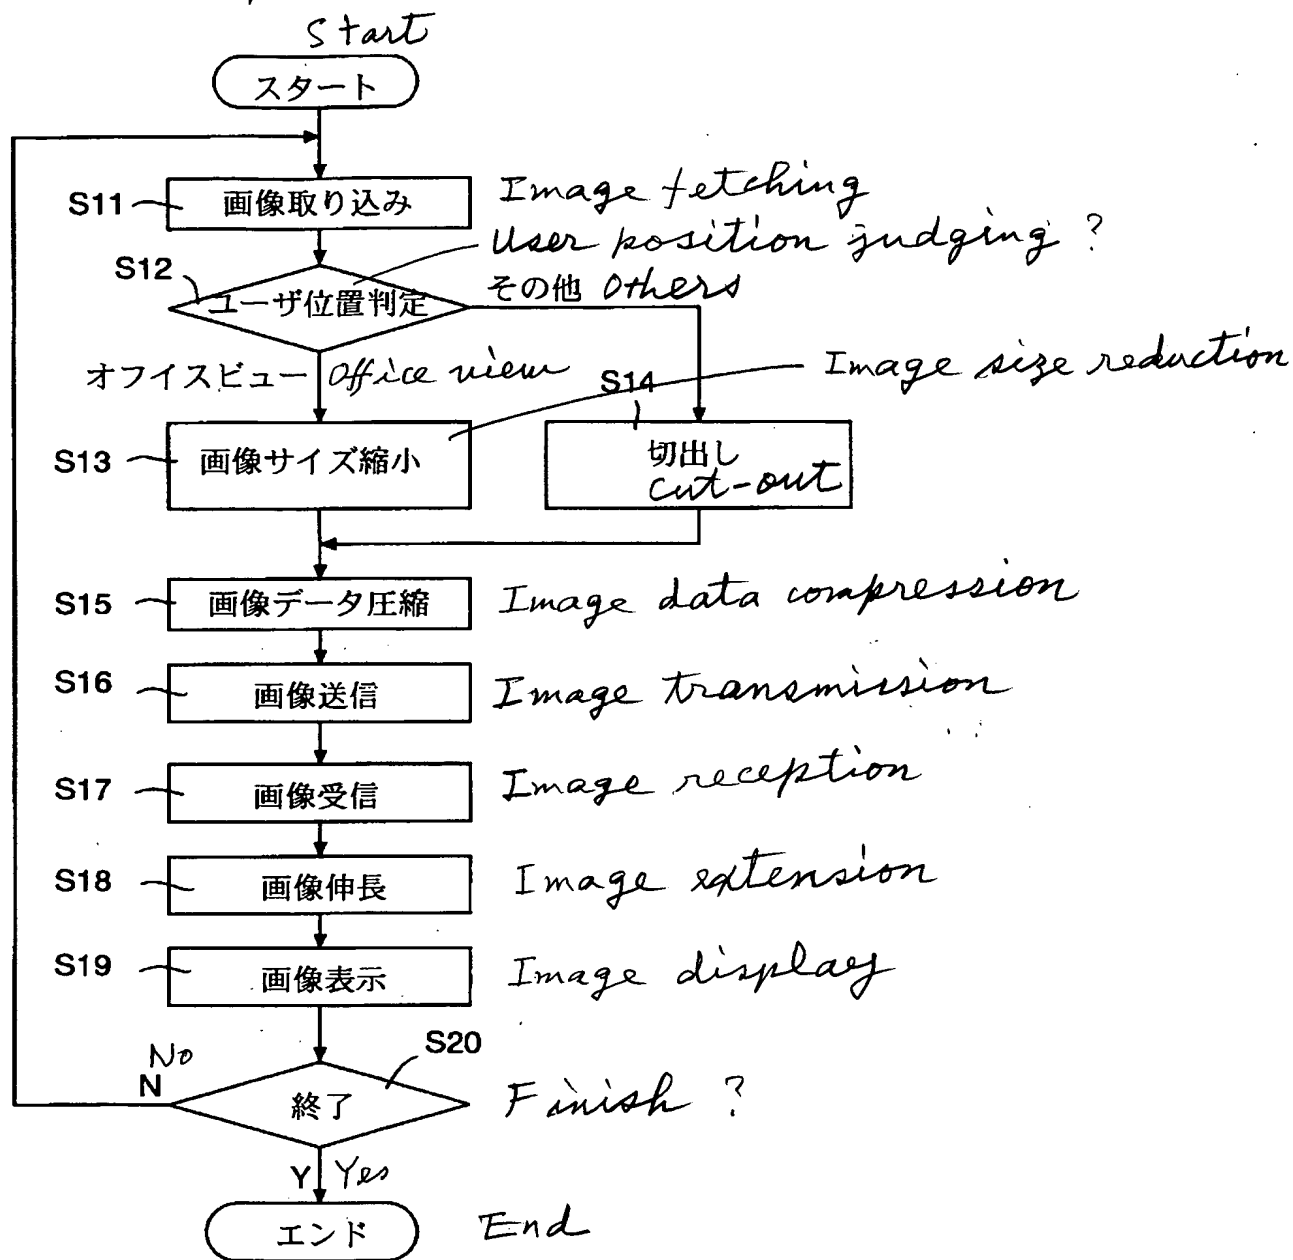 Start
スタート
S11 画像取り込み Image fetching
User position judging ?
S12 ユーザ位置判定 その他 Others
オフイスビュー Office view
Image size reduction
S13 画像サイズ縮小
S14 切出し
Cut-out
S15 画像データ圧縮 Image data compression
S16 画像送信 Image transmission
S17 画像受信 Image reception
S18 画像伸長 Image extension
S19 画像表示 Image display
No
N
S20
終了 Finish ?
Y Yes
エンド End